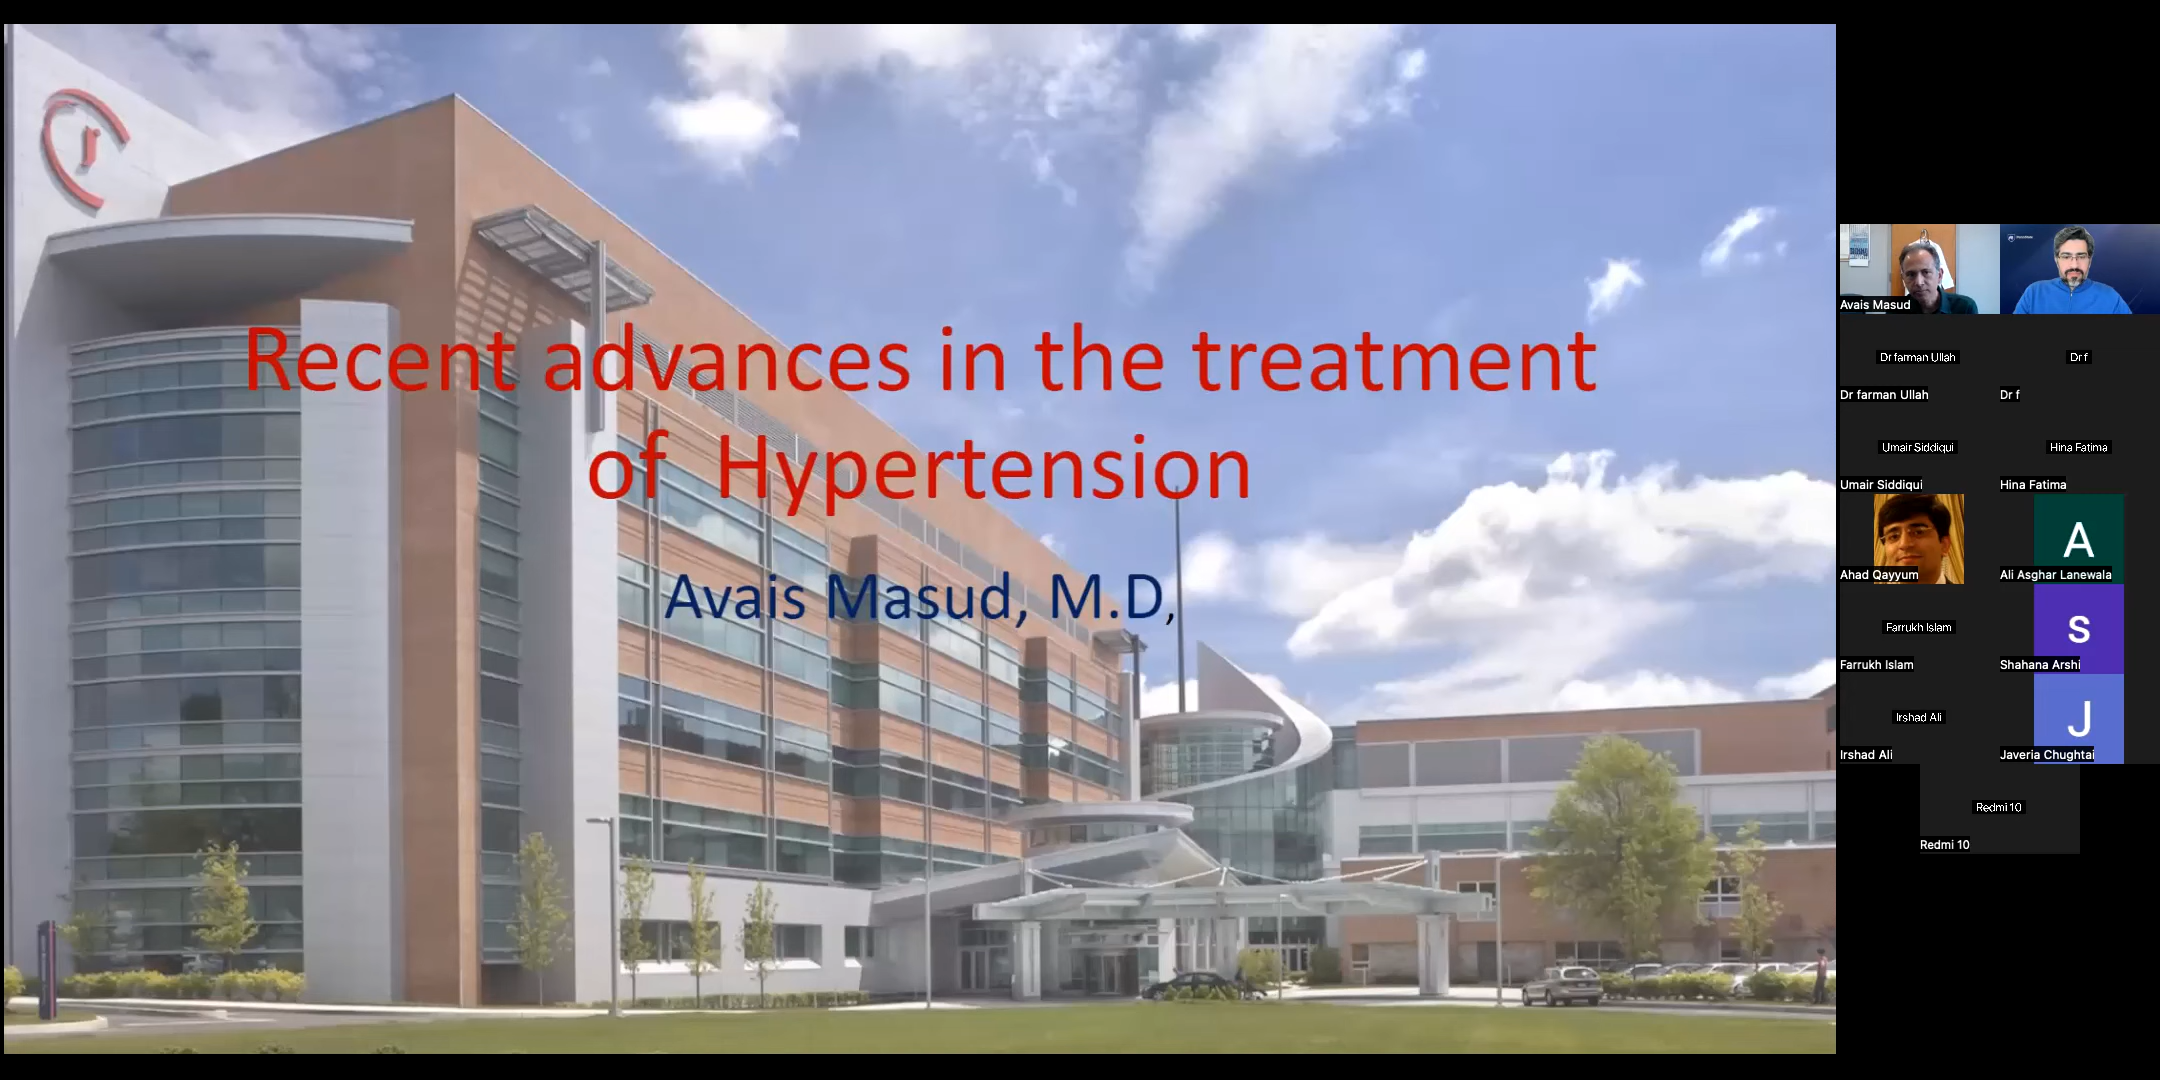 Recent advances in the treatment
of Hypertension
Avais Masud, M.D,
Avais Masud
Dr farman Ullah
Dr farman Ullah
Dr f
Dr f
Umair Siddiqui
Umair Siddiqui
Hina Fatima
Hina Fatima
Ahad Qayyum
A
Ali Asghar Lanewala
Farrukh Islam
Farrukh Islam
S
Shahana Arshi
Irshad Ali
Irshad Ali
J
Javeria Chughtai
Redmi 10
Redmi 10